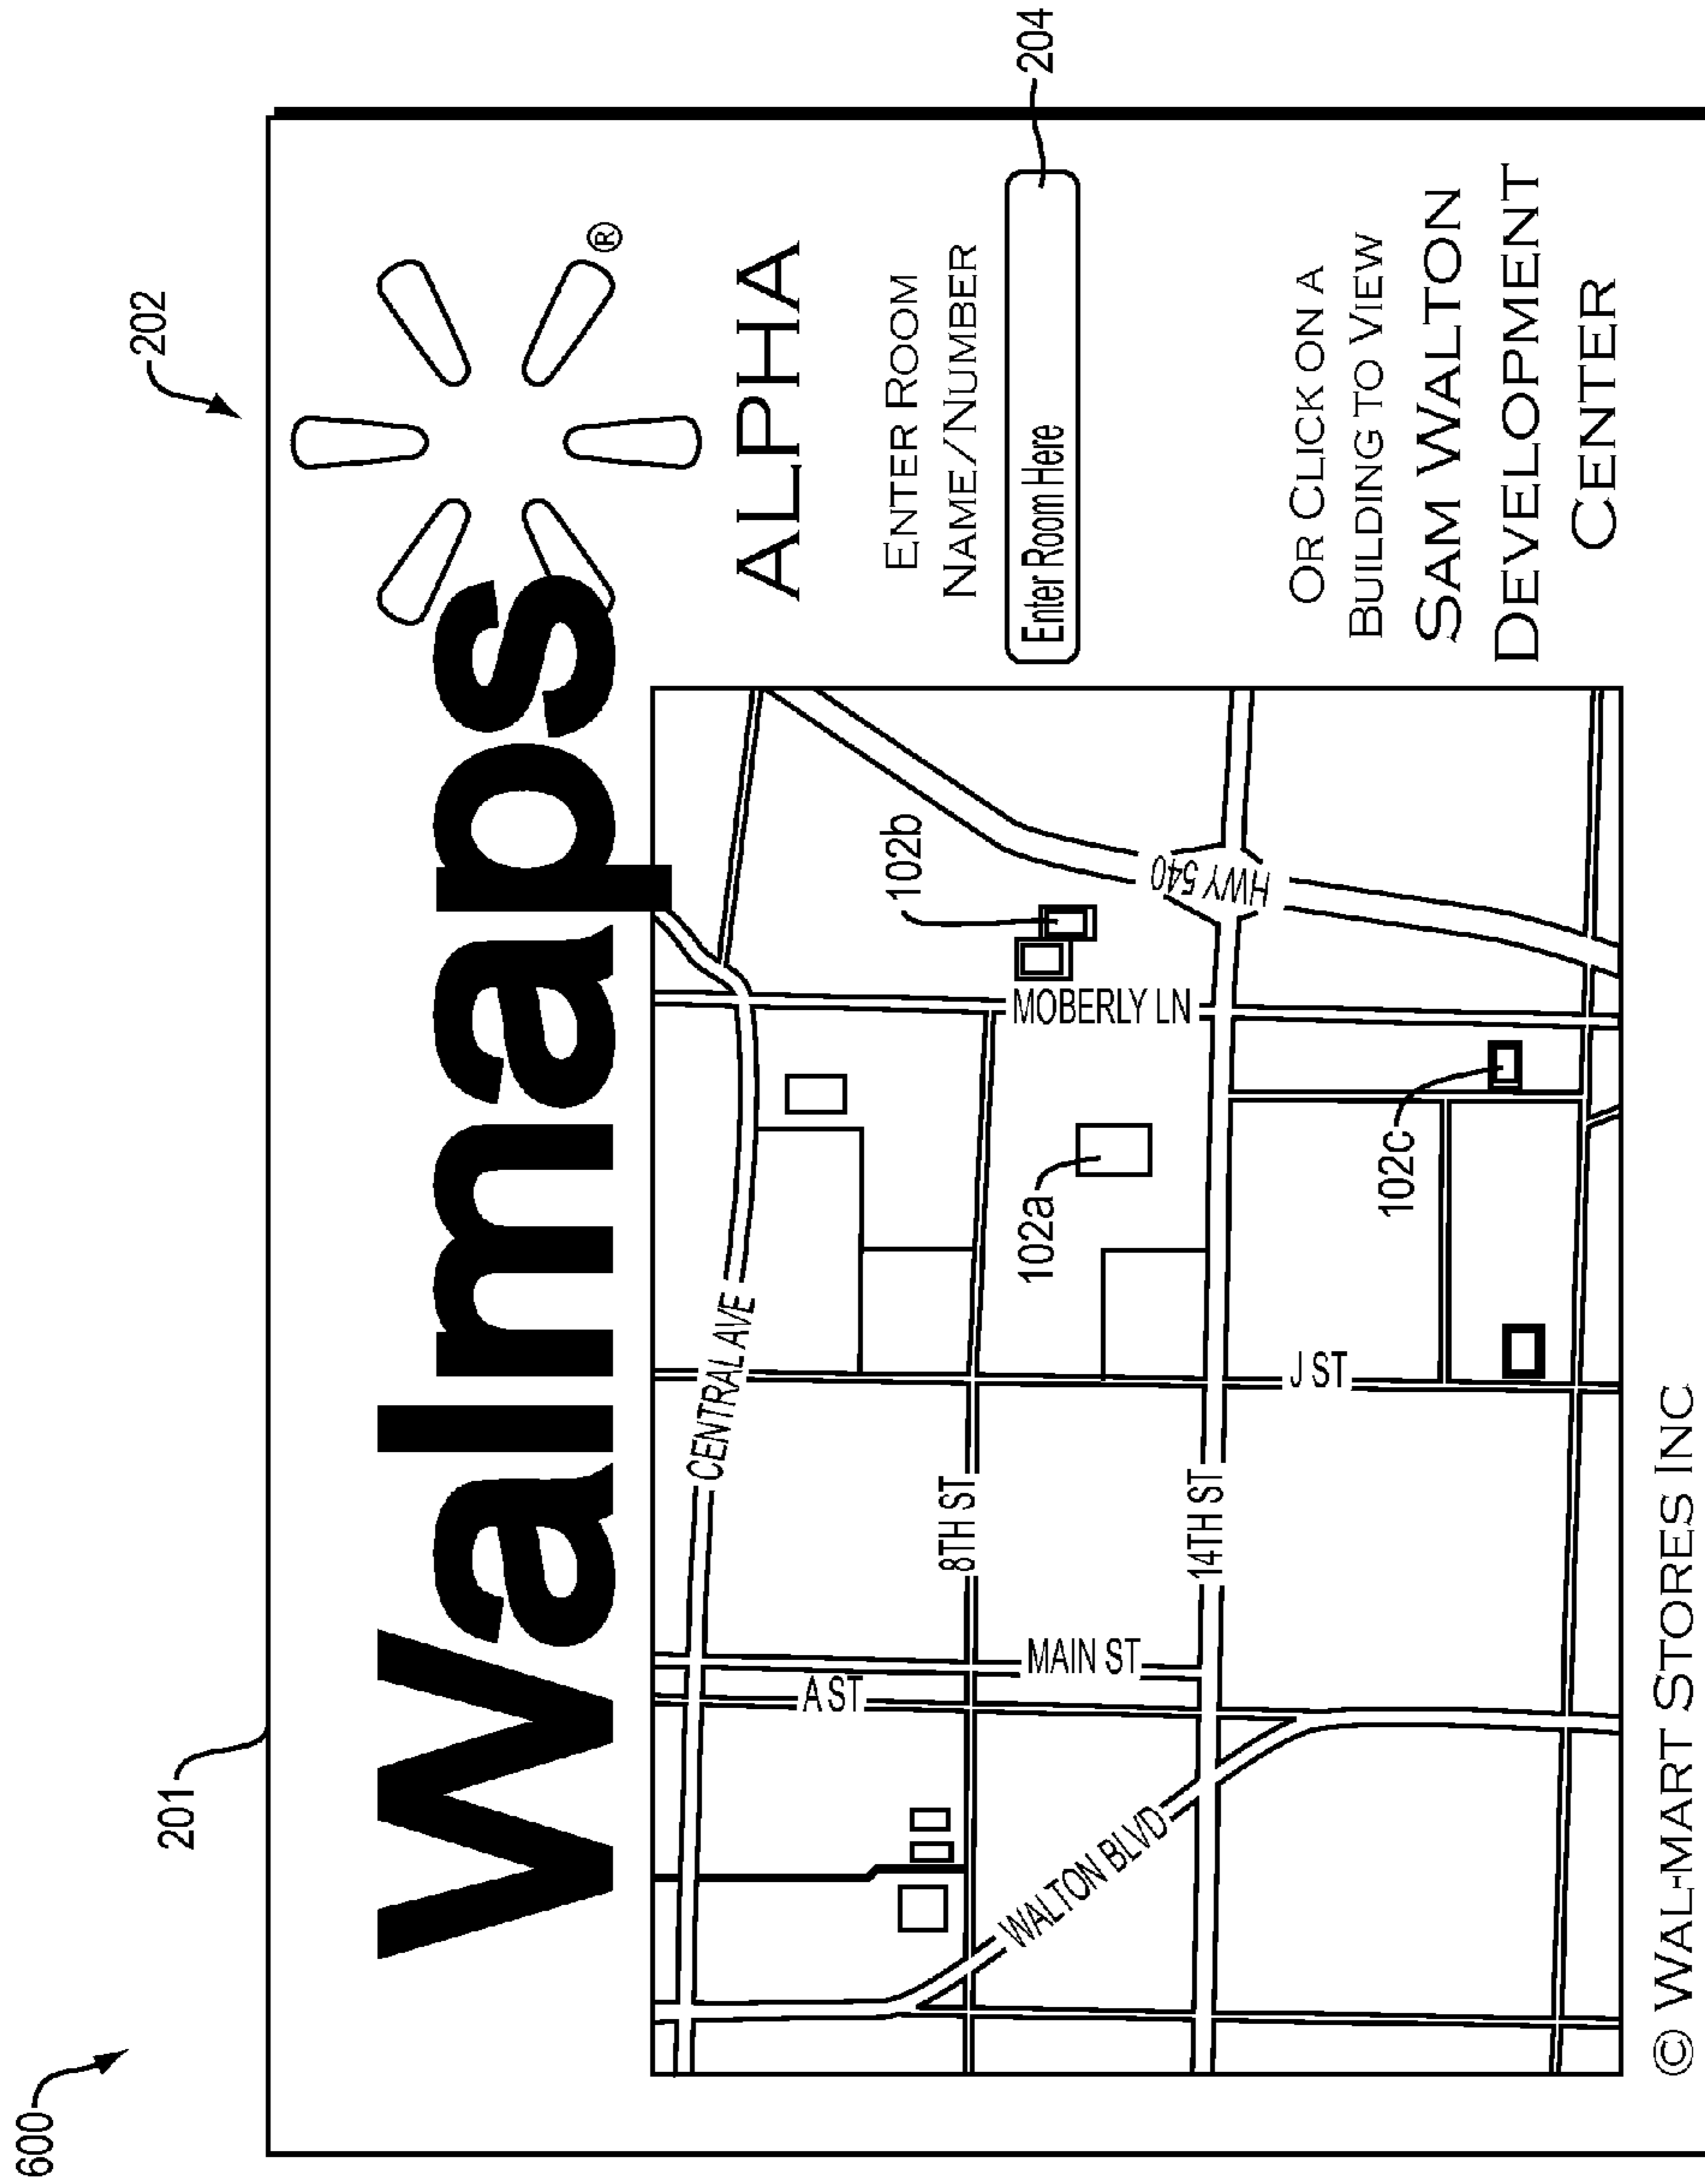 600
201
202
Walmaps
®
ALPHA
ENTER ROOM
NAME/NUMBER
Enter Room Here
204
OR CLICK ON A
BUILDING TO VIEW
SAM WALTON
DEVELOPMENT
CENTER
CENTRAL AVE
A ST
MAIN ST
8TH ST
14TH ST
WALTON BLVD
J ST
MOBERLY LN
HWY 540
102a
102b
102c
© WAL-MART STORES INC